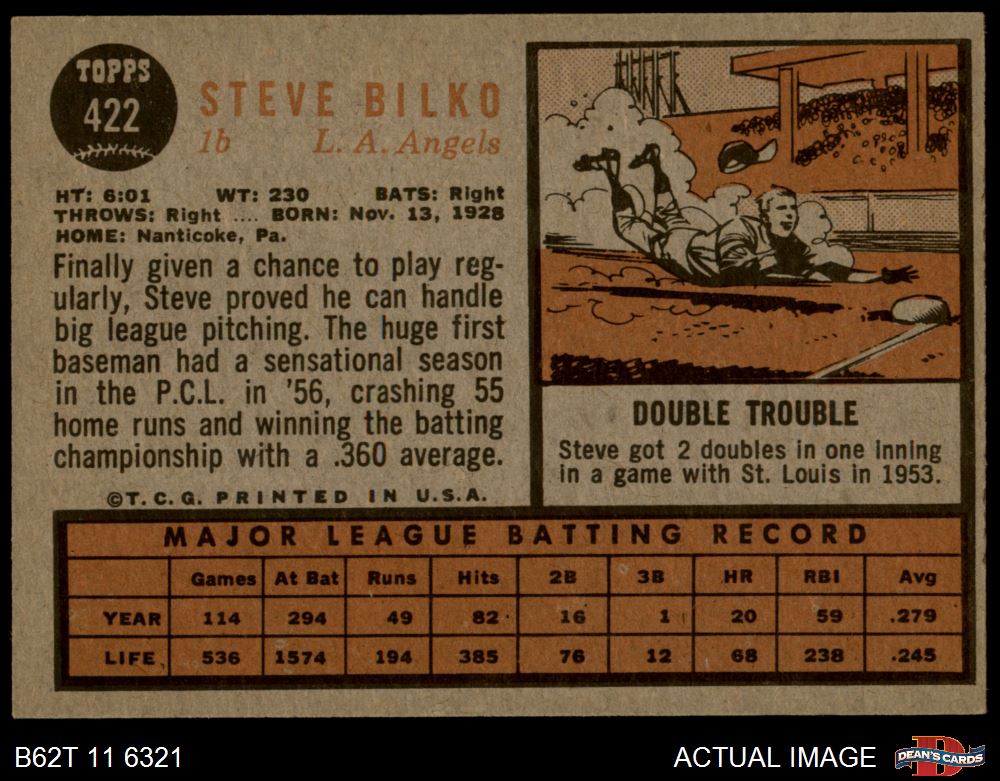 TOPPS
422
STEVE BILKO
1b L. A. Angels
HT: 6:01 WT: 230 BATS: Right
THROWS: Right .... BORN: Nov. 13, 1928
HOME: Nanticoke, Pa.
Finally given a chance to play reg-
ularly, Steve proved he can handle
big league pitching. The huge first
baseman had a sensational season
in the P.C.L. in '56, crashing 55
home runs and winning the batting
championship with a .360 average.
©T.C.G. PRINTED IN U.S.A.
DOUBLE TROUBLE
Steve got 2 doubles in one inning
in a game with St. Louis in 1953.
MAJOR LEAGUE BATTING RECORD
Games At Bat Runs Hits 2B 3B HR RBI Avg
YEAR 114 294 49 82 16 1 20 59 .279
LIFE 536 1574 194 385 76 12 68 238 .245
B62T 11 6321
ACTUAL IMAGE
D
DEAN'S CARDS